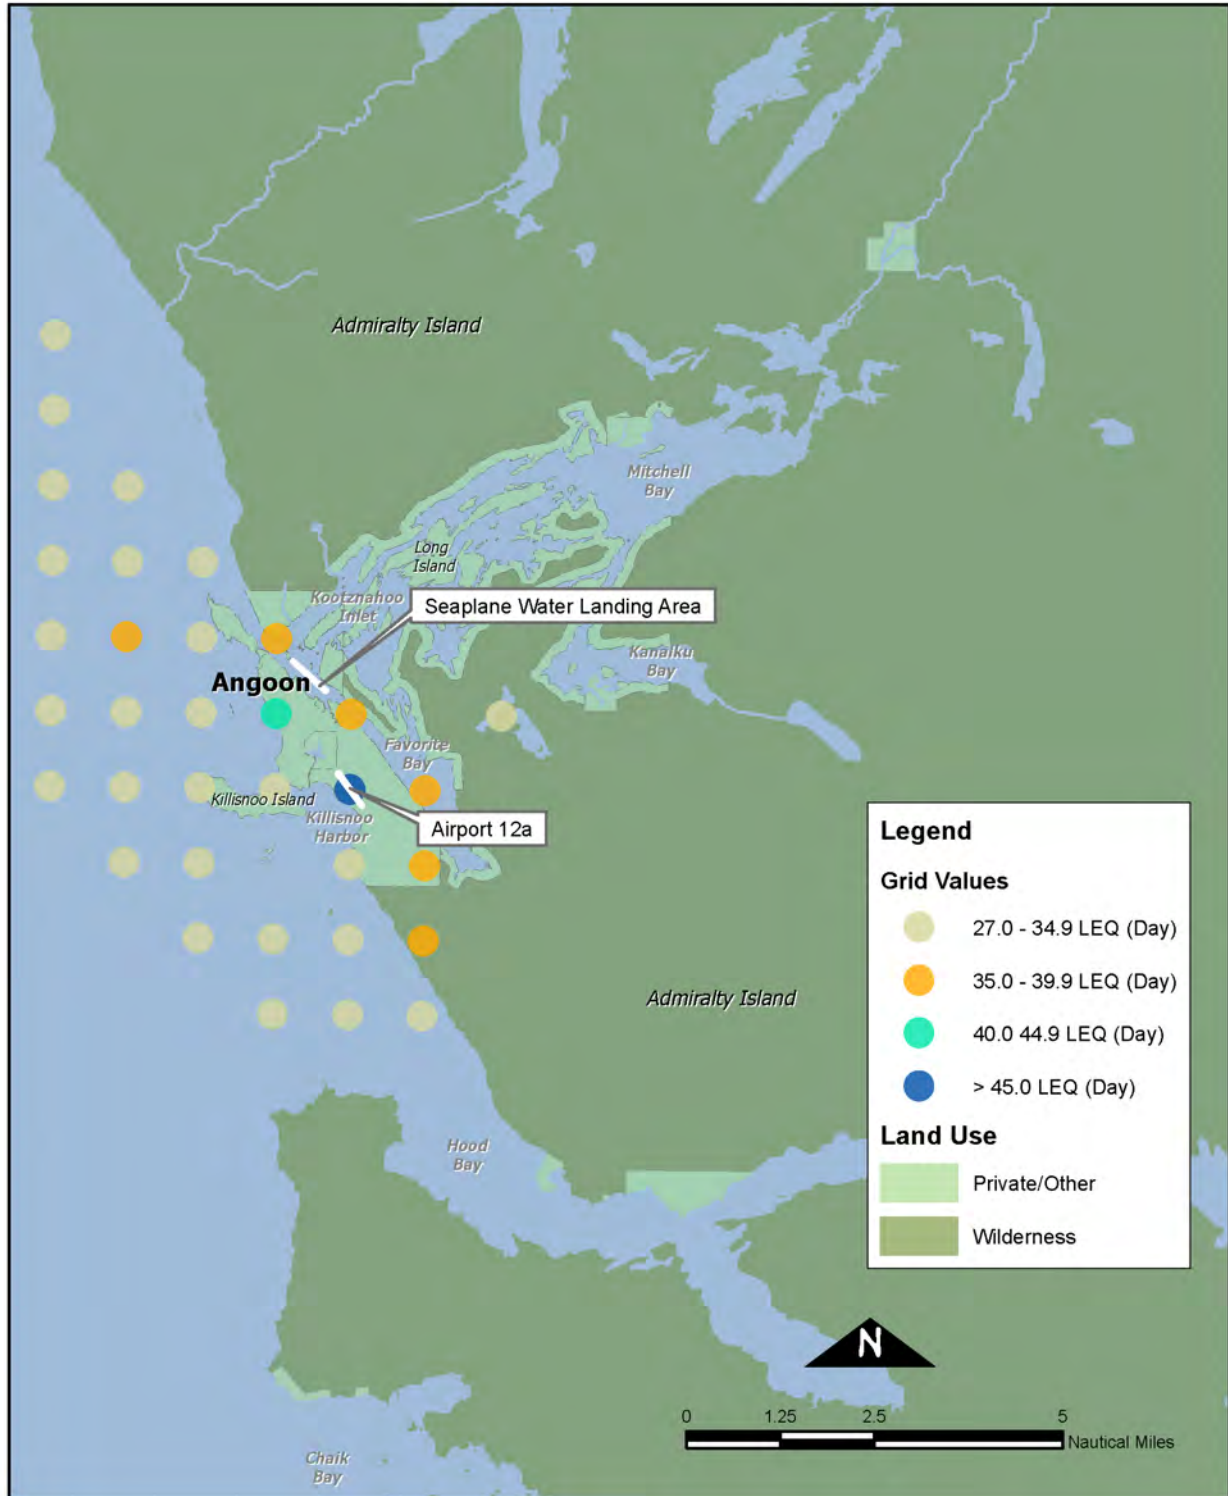 Admiralty Island
Mitchell
Bay
Long
Island
Kootznahoo
Inlet
Seaplane Water Landing Area
Kanalku
Bay
Angoon
Favorite
Bay
Killisnoo Island
Killisnoo
Harbor
Airport 12a
Admiralty Island
Hood
Bay
Chaik
Bay
Legend
Grid Values
27.0 - 34.9 LEQ (Day)
35.0 - 39.9 LEQ (Day)
40.0 44.9 LEQ (Day)
> 45.0 LEQ (Day)
Land Use
Private/Other
Wilderness
N
0 1.25 2.5 5
Nautical Miles